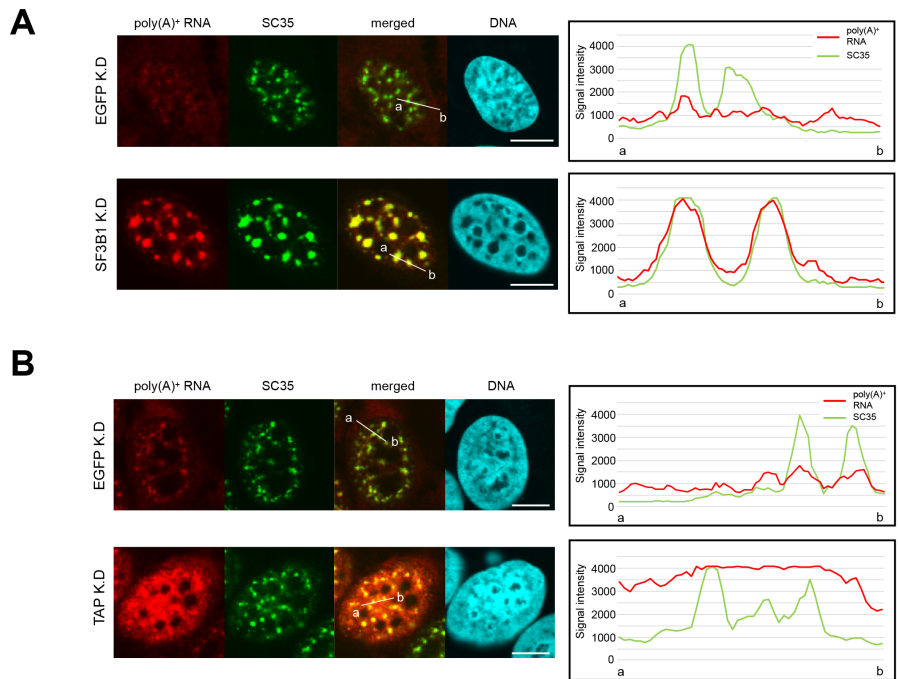 A
poly(A)+ RNA SC35 merged DNA
EGFP K.D
a
b
Signal intensity
4000
3000
2000
1000
0
a b
poly(A)+
RNA
SC35
SF3B1 K.D
a
b
Signal intensity
4000
3000
2000
1000
0
a b
B
poly(A)+ RNA SC35 merged DNA
EGFP K.D
a
b
Signal intensity
4000
3000
2000
1000
0
a b
poly(A)+
RNA
SC35
TAP K.D
a
b
Signal intensity
4000
3000
2000
1000
0
a b